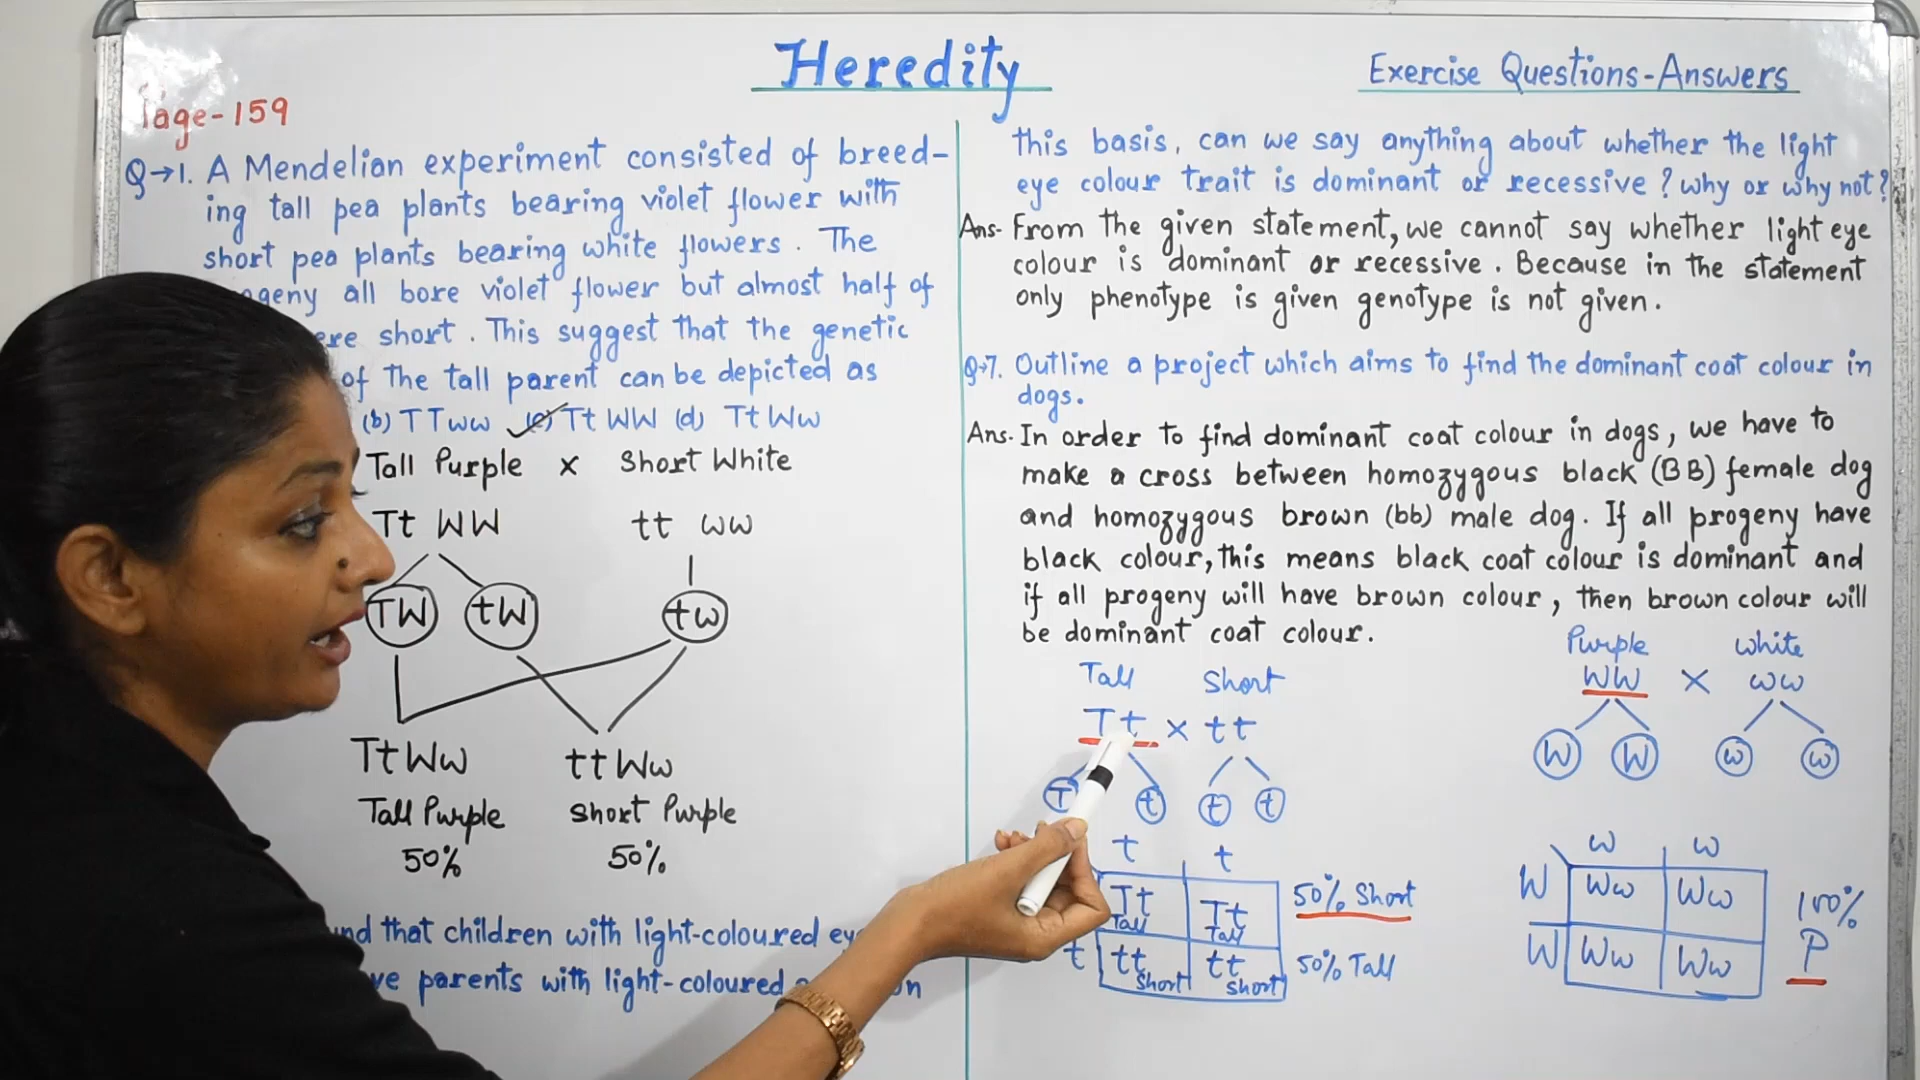 Heredity
Exercise Questions-Answers
Page-159
Q→1. A Mendelian experiment consisted of breed-
ing tall pea plants bearing violet flower with
short pea plants bearing white flowers. The
all bore violet flower but almost half of
short. This suggest that the genetic
of the tall parent can be depicted as
(b) TTww (c) TtWW (d) TtWw
Tall Purple x Short White
Tt WW tt ww
TW tW tw
TtWw ttWw
Tall Purple Short Purple
50% 50%
that children with light-coloured
parents with light-coloured
this basis, can we say anything about whether the light
eye colour trait is dominant or recessive? why or why not?
Ans- From the given statement, we cannot say whether light eye
colour is dominant or recessive. Because in the statement
only phenotype is given genotype is not given.
Q→7. Outline a project which aims to find the dominant coat colour in
dogs.
Ans. In order to find dominant coat colour in dogs, we have to
make a cross between homozygous black (BB) female dog
and homozygous brown (bb) male dog. If all progeny have
black colour, this means black coat colour is dominant and
if all progeny will have brown colour, then brown colour will
be dominant coat colour.
Tall Short
Tt x tt
T t t t
t t
Tt Tt 50% Short
Tall Tall
t tt tt 50% Tall
short short
Purple White
WW x ww
W W w w
w w
W Ww Ww 100%
W Ww Ww P